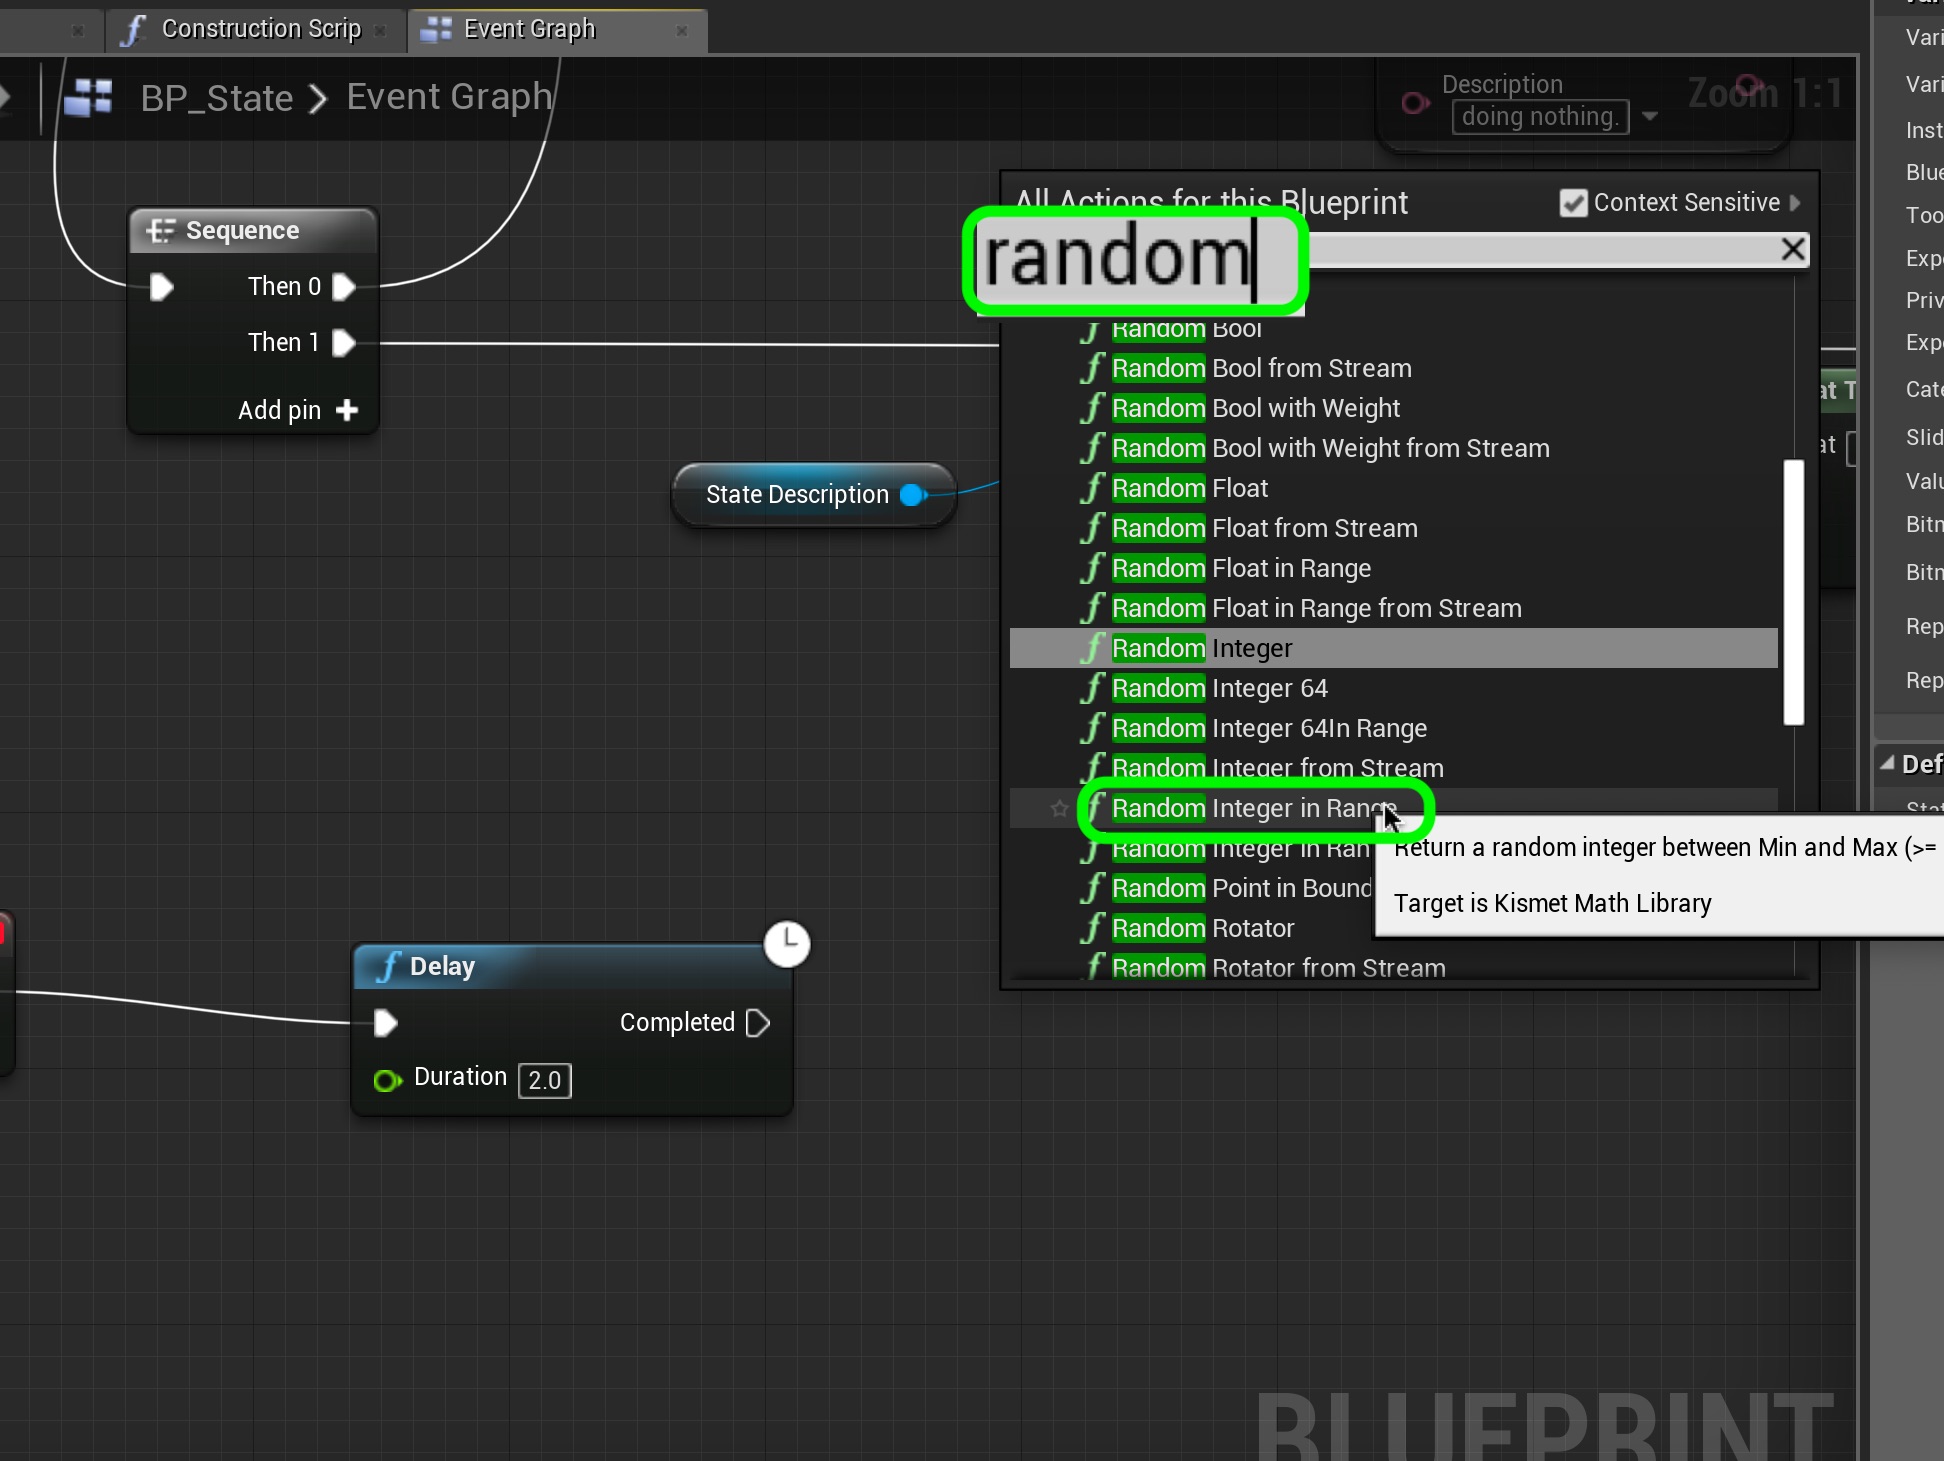 Construction Scrip
Event Graph
BP_State > Event Graph
Zoom 1:1
Description
doing nothing.
Sequence
Then 0
Then 1
Add pin
State Description
Delay
Completed
Duration 2.0
All Actions for this Blueprint
Context Sensitive
random
Random Bool
Random Bool from Stream
Random Bool with Weight
Random Bool with Weight from Stream
Random Float
Random Float from Stream
Random Float in Range
Random Float in Range from Stream
Random Integer
Random Integer 64
Random Integer 64In Range
Random Integer from Stream
Random Integer in Range
Random Integer in Ran
Random Point in Bound
Random Rotator
Random Rotator from Stream
Return a random integer between Min and Max (>=
Target is Kismet Math Library
at T
at
Vari
Vari
Inst
Blue
Too
Expo
Priv
Expo
Cate
Slid
Valu
Bitn
Bitn
Rep
Rep
Def
BLUEPRINT